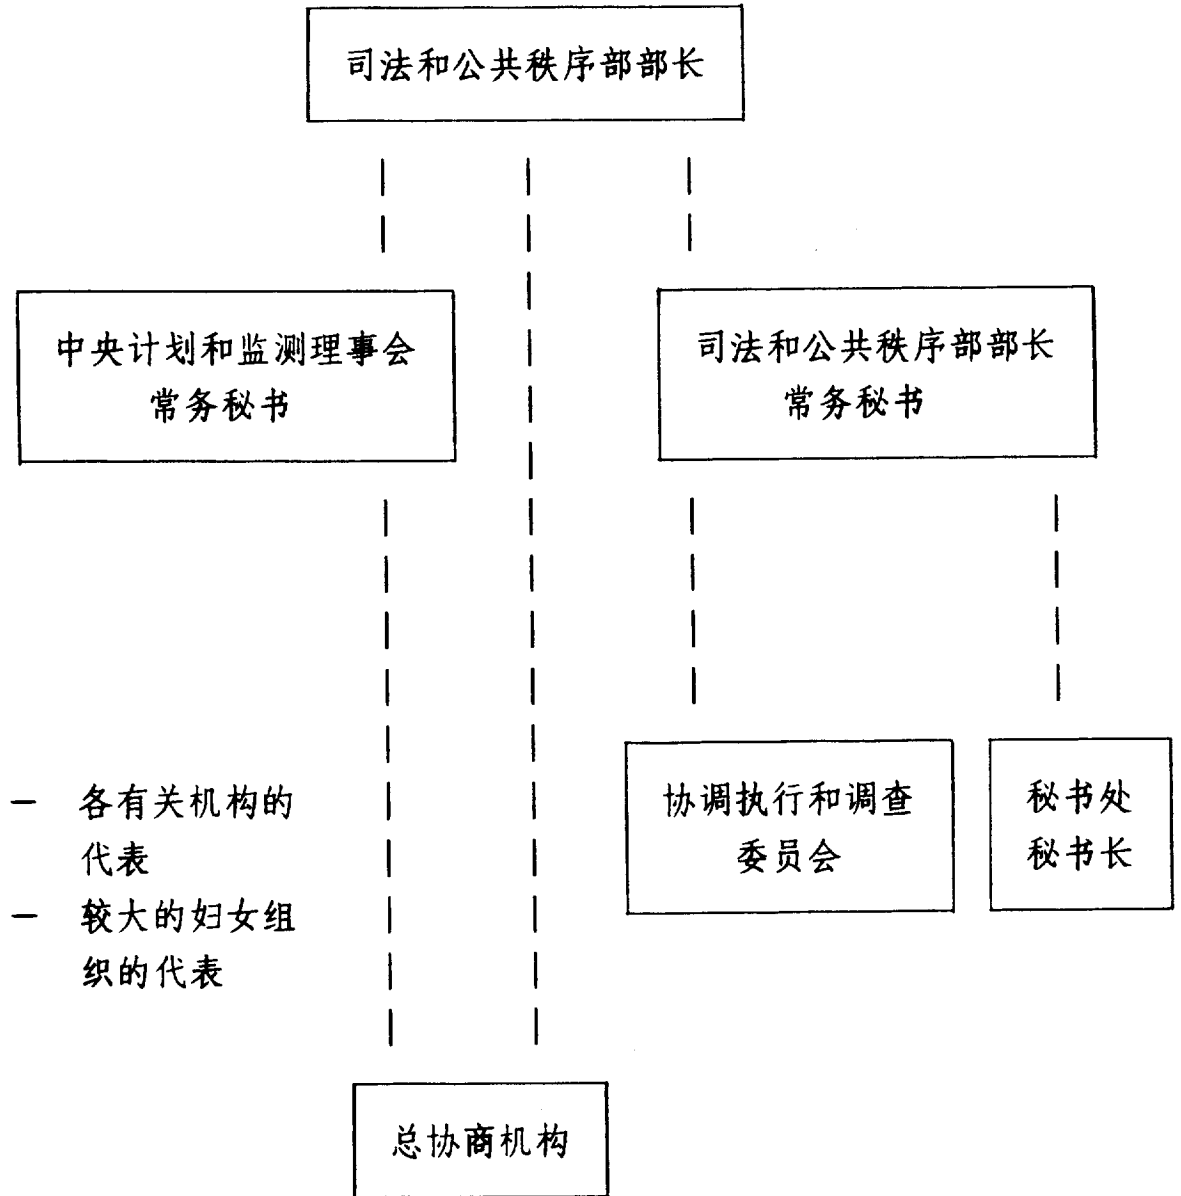 司法和公共秩序部部长
中央计划和监测理事会
常务秘书
司法和公共秩序部部长
常务秘书
— 各有关机构的
代表
— 较大的妇女组
织的代表
协调执行和调查
委员会
秘书处
秘书长
总协商机构